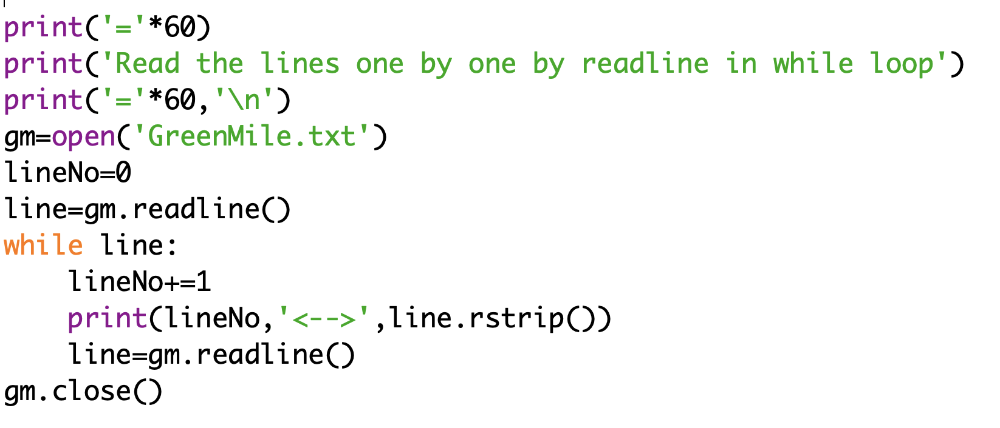 print('='*60)
print('Read the lines one by one by readline in while loop')
print('='*60,'\n')
gm=open('GreenMile.txt')
lineNo=0
line=gm.readline()
while line:
    lineNo+=1
    print(lineNo,'<-->',line.rstrip())
    line=gm.readline()
gm.close()